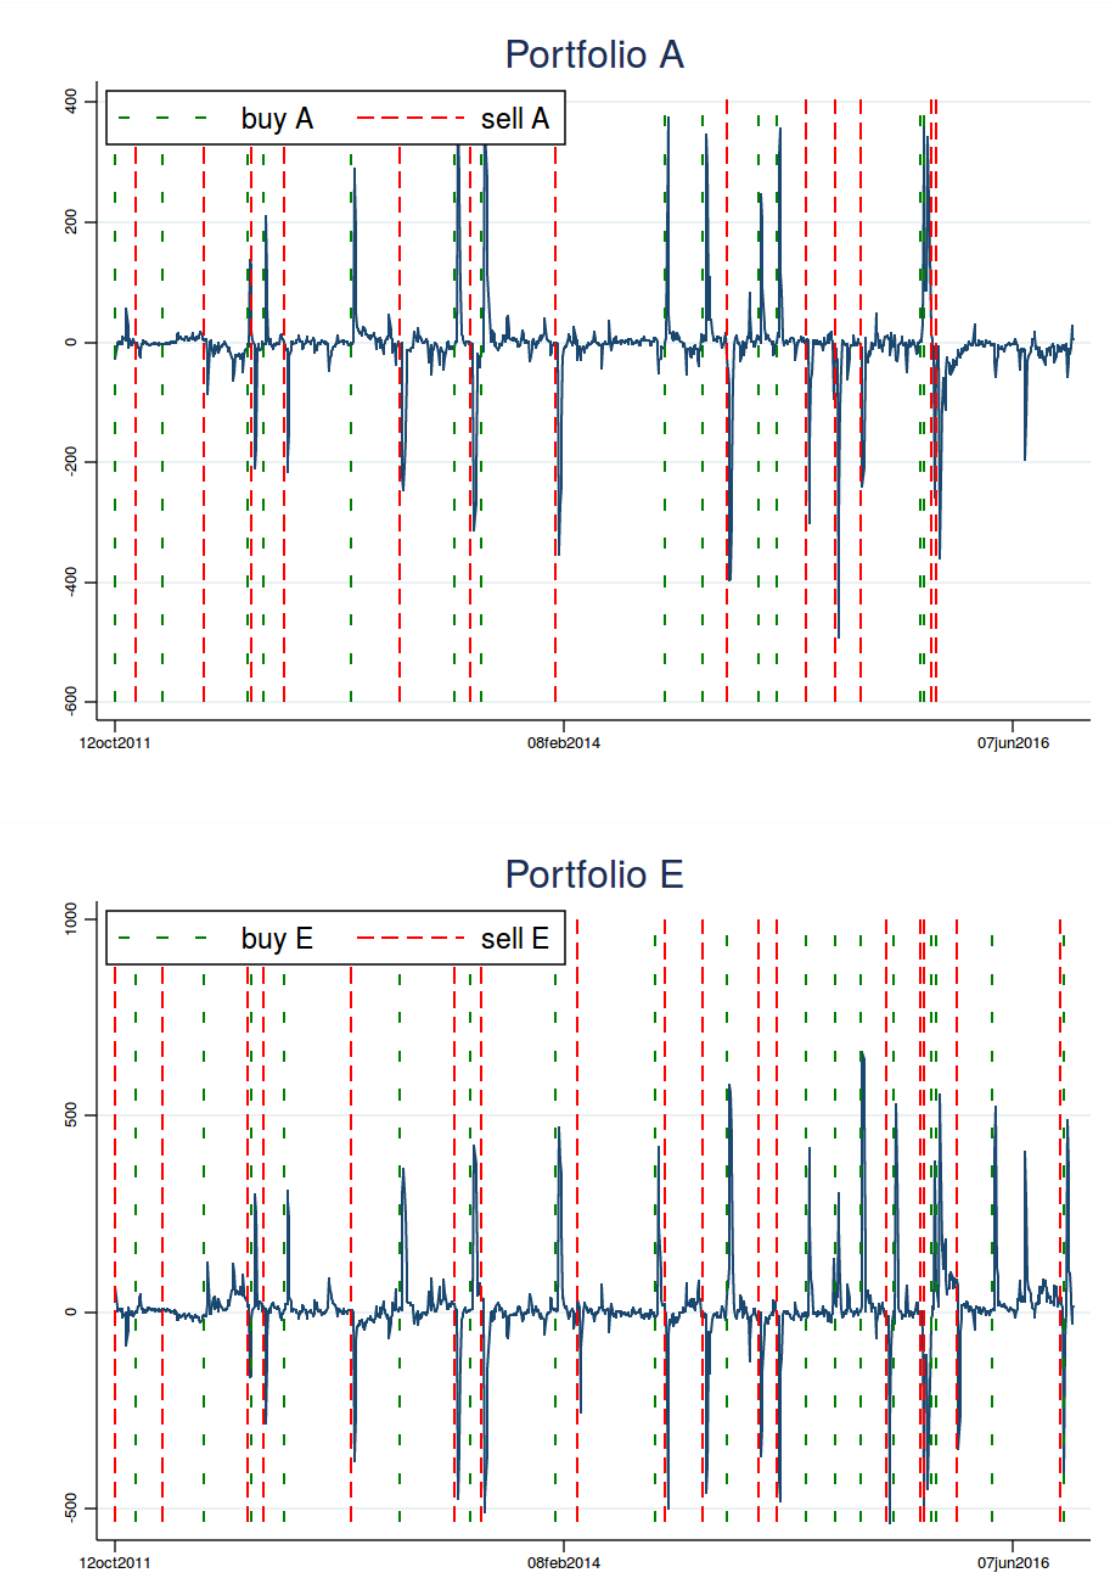 Portfolio A
buy A sell A
400
200
0
-200
-400
-600
12oct2011 08feb2014 07jun2016
Portfolio E
buy E sell E
1000
500
0
-500
12oct2011 08feb2014 07jun2016